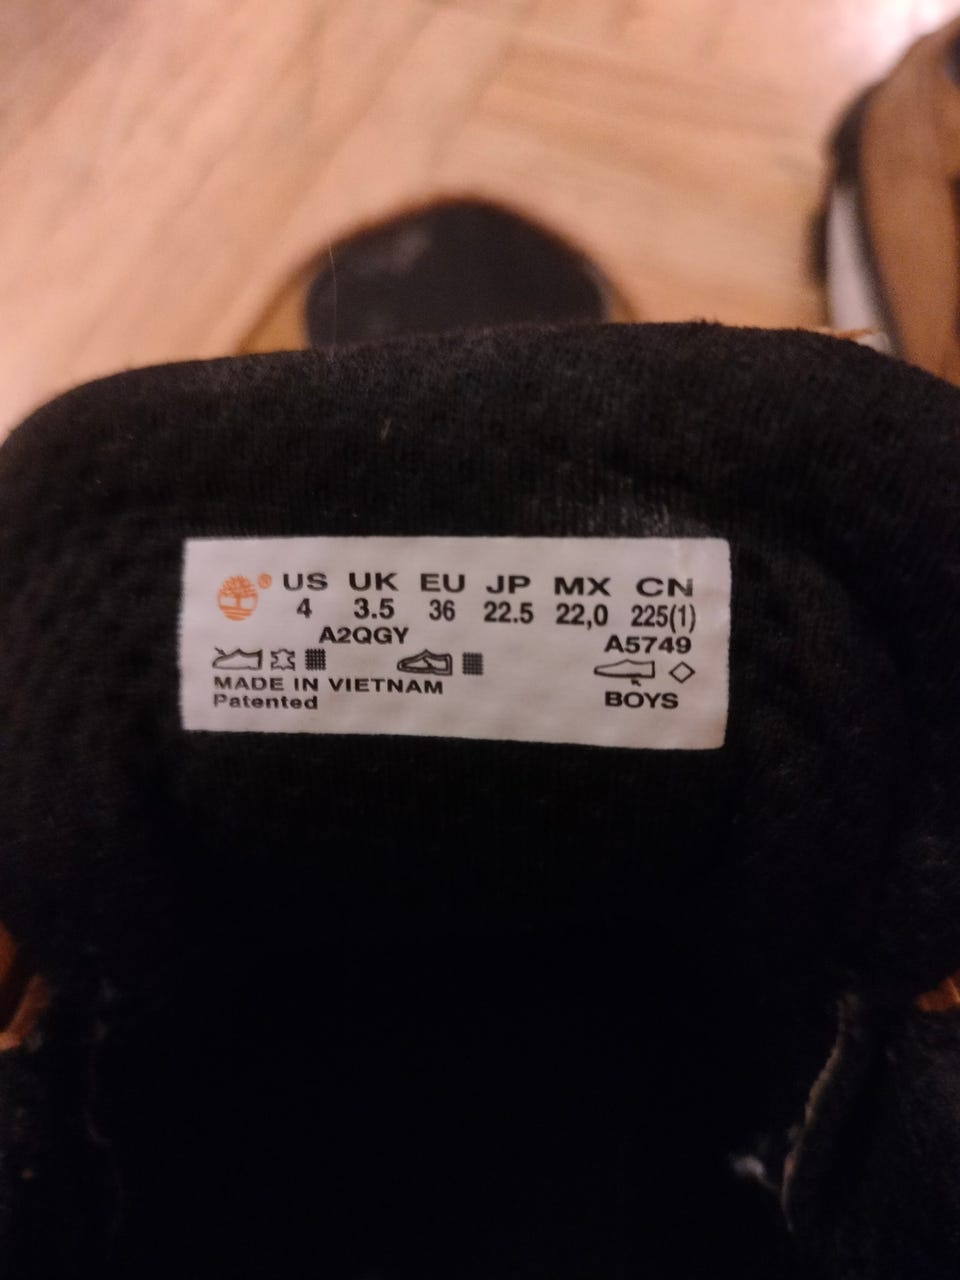 ® US UK EU JP MX CN
4 3.5 36 22.5 22,0 225(1)
A2QGY A5749
MADE IN VIETNAM
Patented BOYS